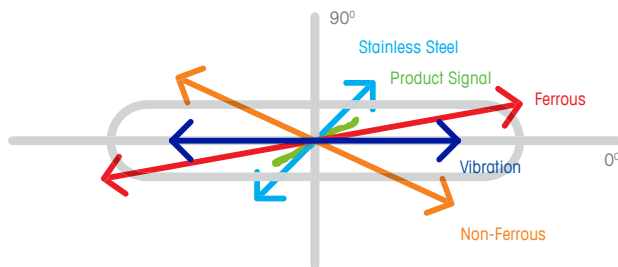 90⁰
Stainless Steel
Product Signal
Ferrous
0⁰
Vibration
Non-Ferrous